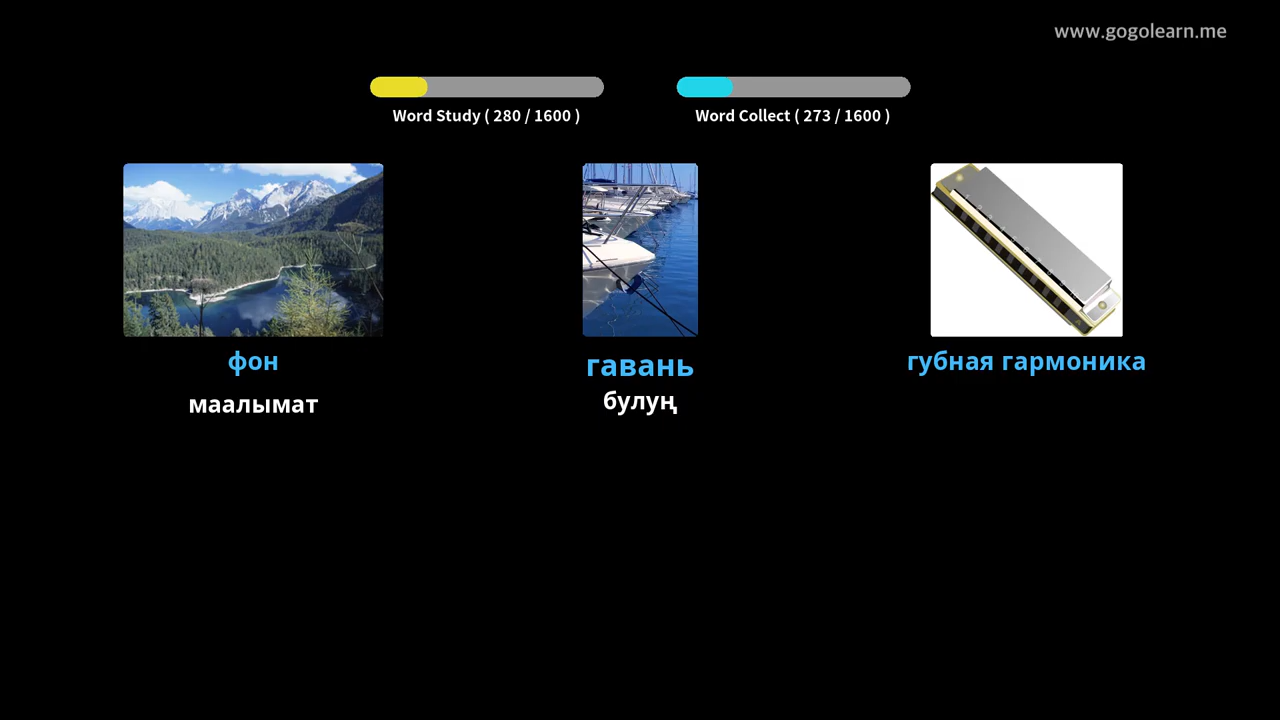 www.gogolearn.me
Word Study ( 280 / 1600 )
Word Collect ( 273 / 1600 )
фон
гавань
губная гармоника
маалымат
булуң